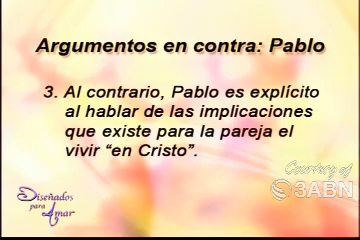 Argumentos en contra: Pablo
3. Al contrario, Pablo es explícito
al hablar de las implicaciones
que existe para la pareja el
vivir “en Cristo”.
Courtesy of
3ABN
Diseñados
para
Amar